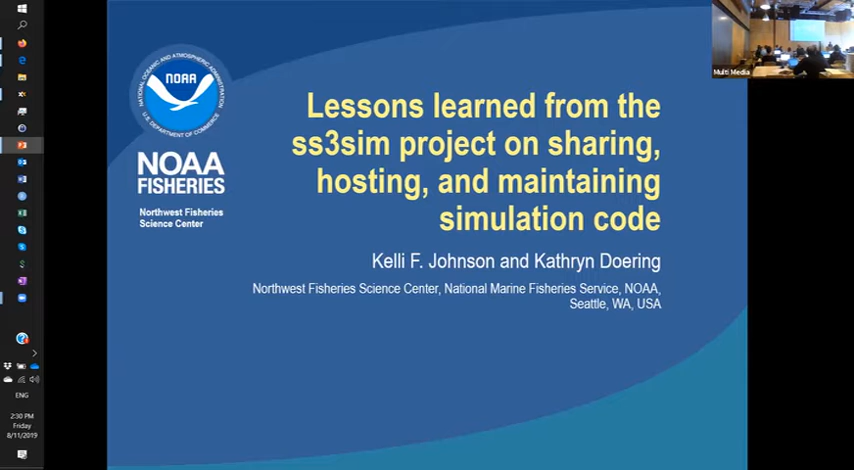 Multi Media
NATIONAL OCEANIC AND ATMOSPHERIC ADMINISTRATION
NOAA
U.S. DEPARTMENT OF COMMERCE
NOAA
FISHERIES
Northwest Fisheries
Science Center
Lessons learned from the
ss3sim project on sharing,
hosting, and maintaining
simulation code
Kelli F. Johnson and Kathryn Doering
Northwest Fisheries Science Center, National Marine Fisheries Service, NOAA,
Seattle, WA, USA
ENG
2:30 PM
Friday
8/11/2019